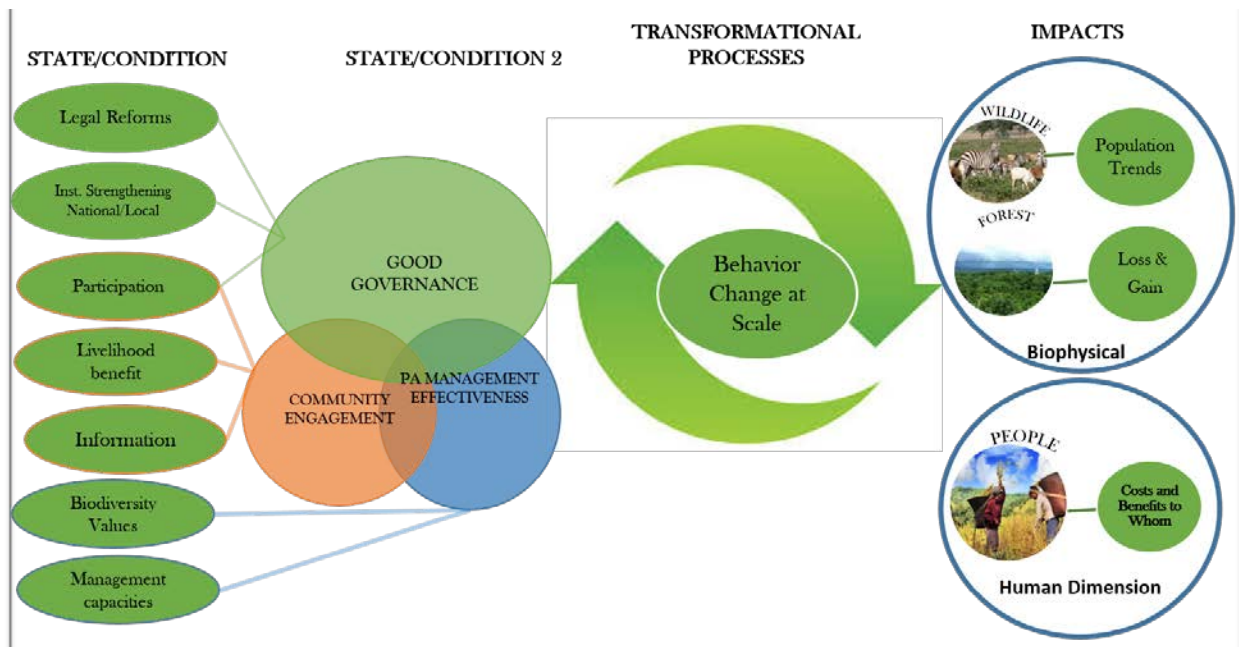 STATE/CONDITION
STATE/CONDITION 2
TRANSFORMATIONAL
PROCESSES
IMPACTS
Legal Reforms
Inst. Strengthening
National/Local
Participation
Livelihood
benefit
Information
Biodiversity
Values
Management
capacities
GOOD
GOVERNANCE
COMMUNITY
ENGAGEMENT
PA MANAGEMENT
EFFECTIVENESS
Behavior
Change at
Scale
WILDLIFE
Population
Trends
FOREST
Loss &
Gain
Biophysical
PEOPLE
Costs and
Benefits to
Whom
Human Dimension